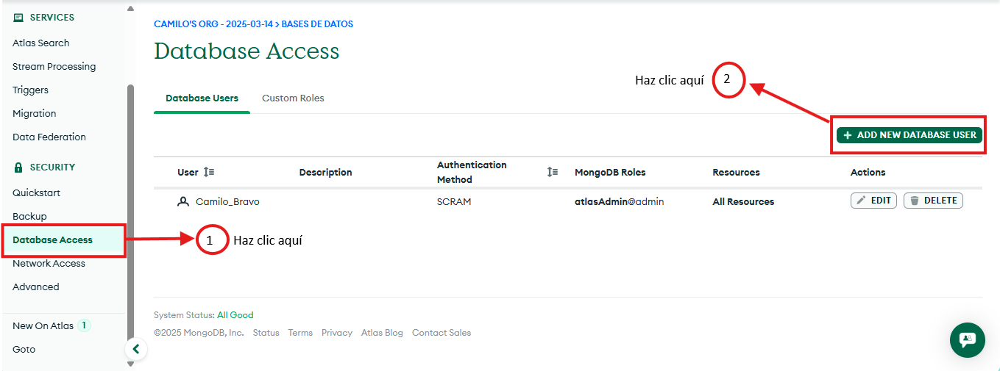 SERVICES
Atlas Search
Stream Processing
Triggers
Migration
Data Federation
SECURITY
Quickstart
Backup
Database Access
Network Access
Advanced
New On Atlas 1
Goto
CAMILO'S ORG - 2025-03-14 > BASES DE DATOS
Database Access
Haz clic aquí 2
Database Users Custom Roles
+ ADD NEW DATABASE USER
User Description Authentication Method MongoDB Roles Resources Actions
Camilo_Bravo SCRAM atlasAdmin@admin All Resources EDIT DELETE
1 Haz clic aquí
System Status: All Good
©2025 MongoDB, Inc. Status Terms Privacy Atlas Blog Contact Sales